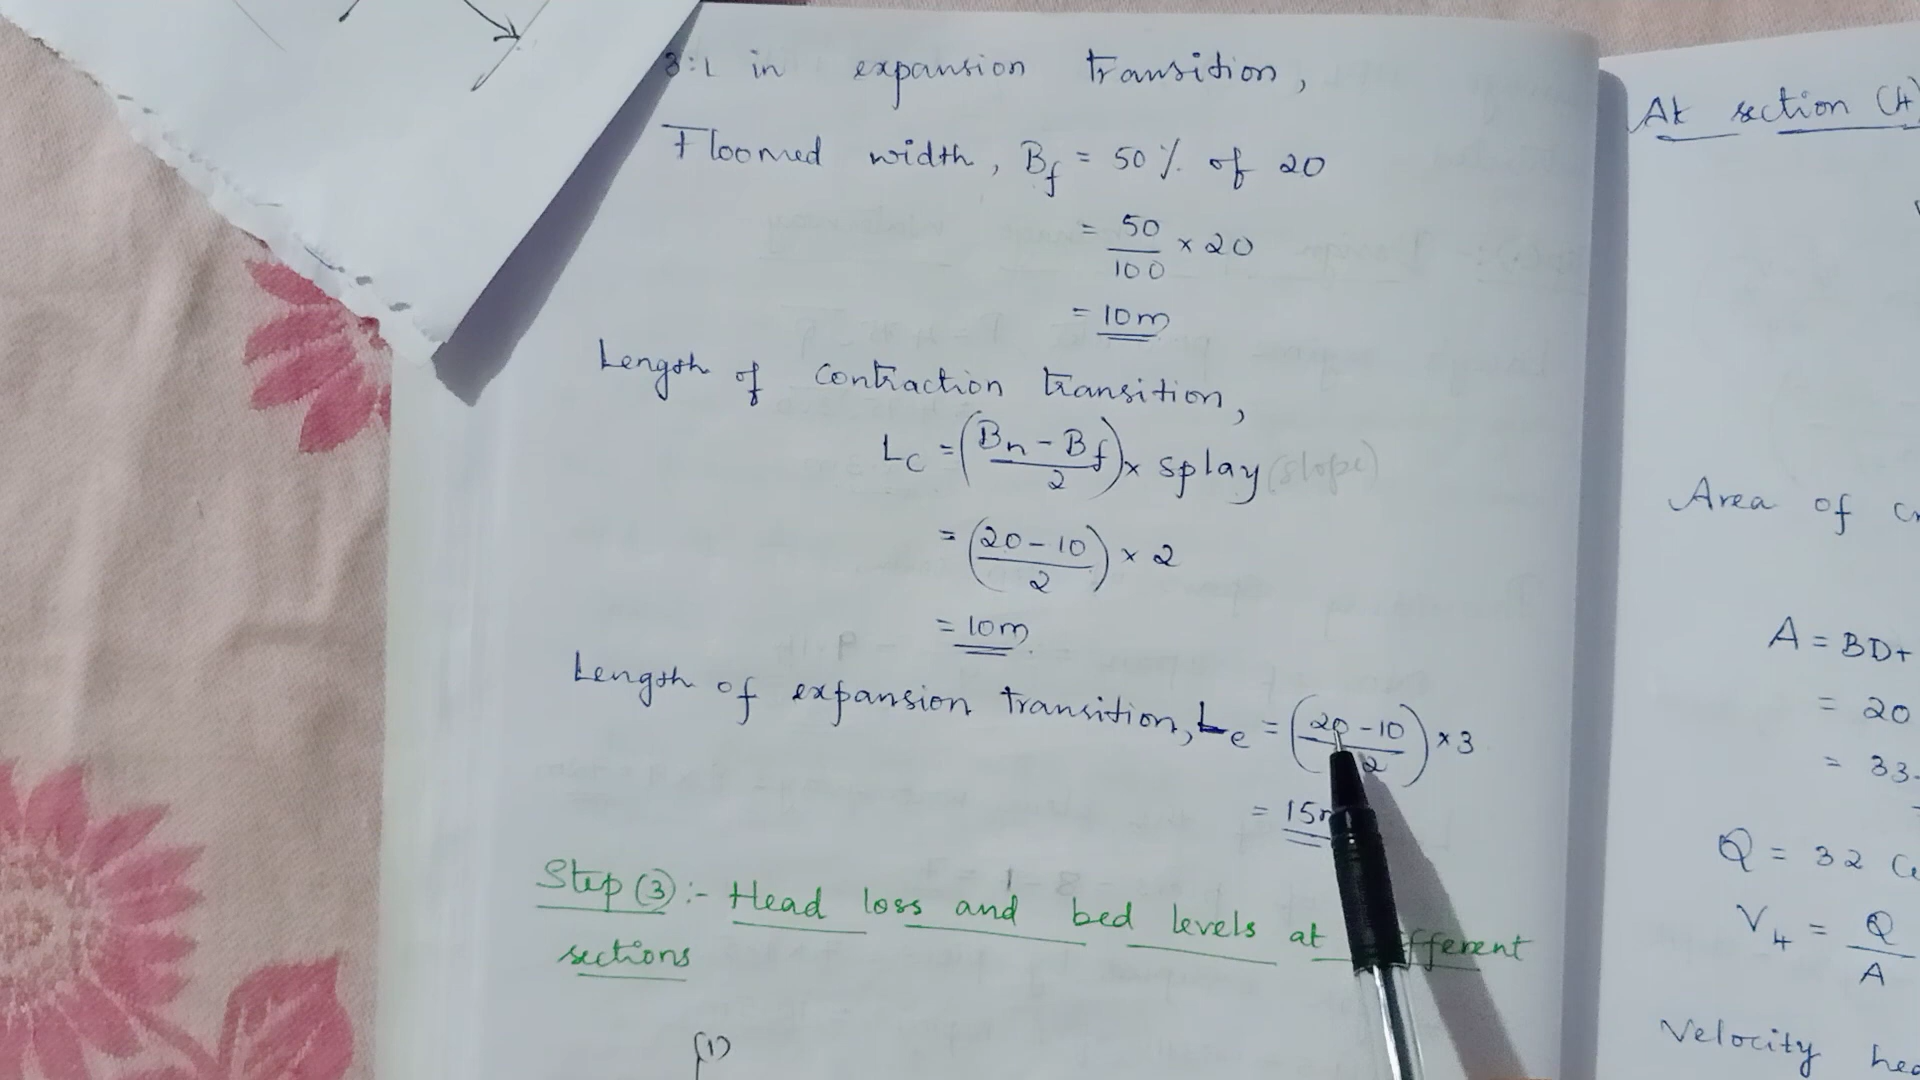 3:1 in expansion transition,
Floomed width, Bf = 50% of 20
= 50/100 × 20
= 10m
Length of contraction transition,
Lc = (Bn - Bf / 2) × splay (slope)
= (20 - 10 / 2) × 2
= 10m.
Length of expansion transition, Le = (20 - 10 / 2) × 3
= 15m
Step (3):- Head loss and bed levels at
sections
(1)
At section (4)
Area of
A = BD+
= 20
= 33.
Q = 32
V4 = Q/A
Velocity